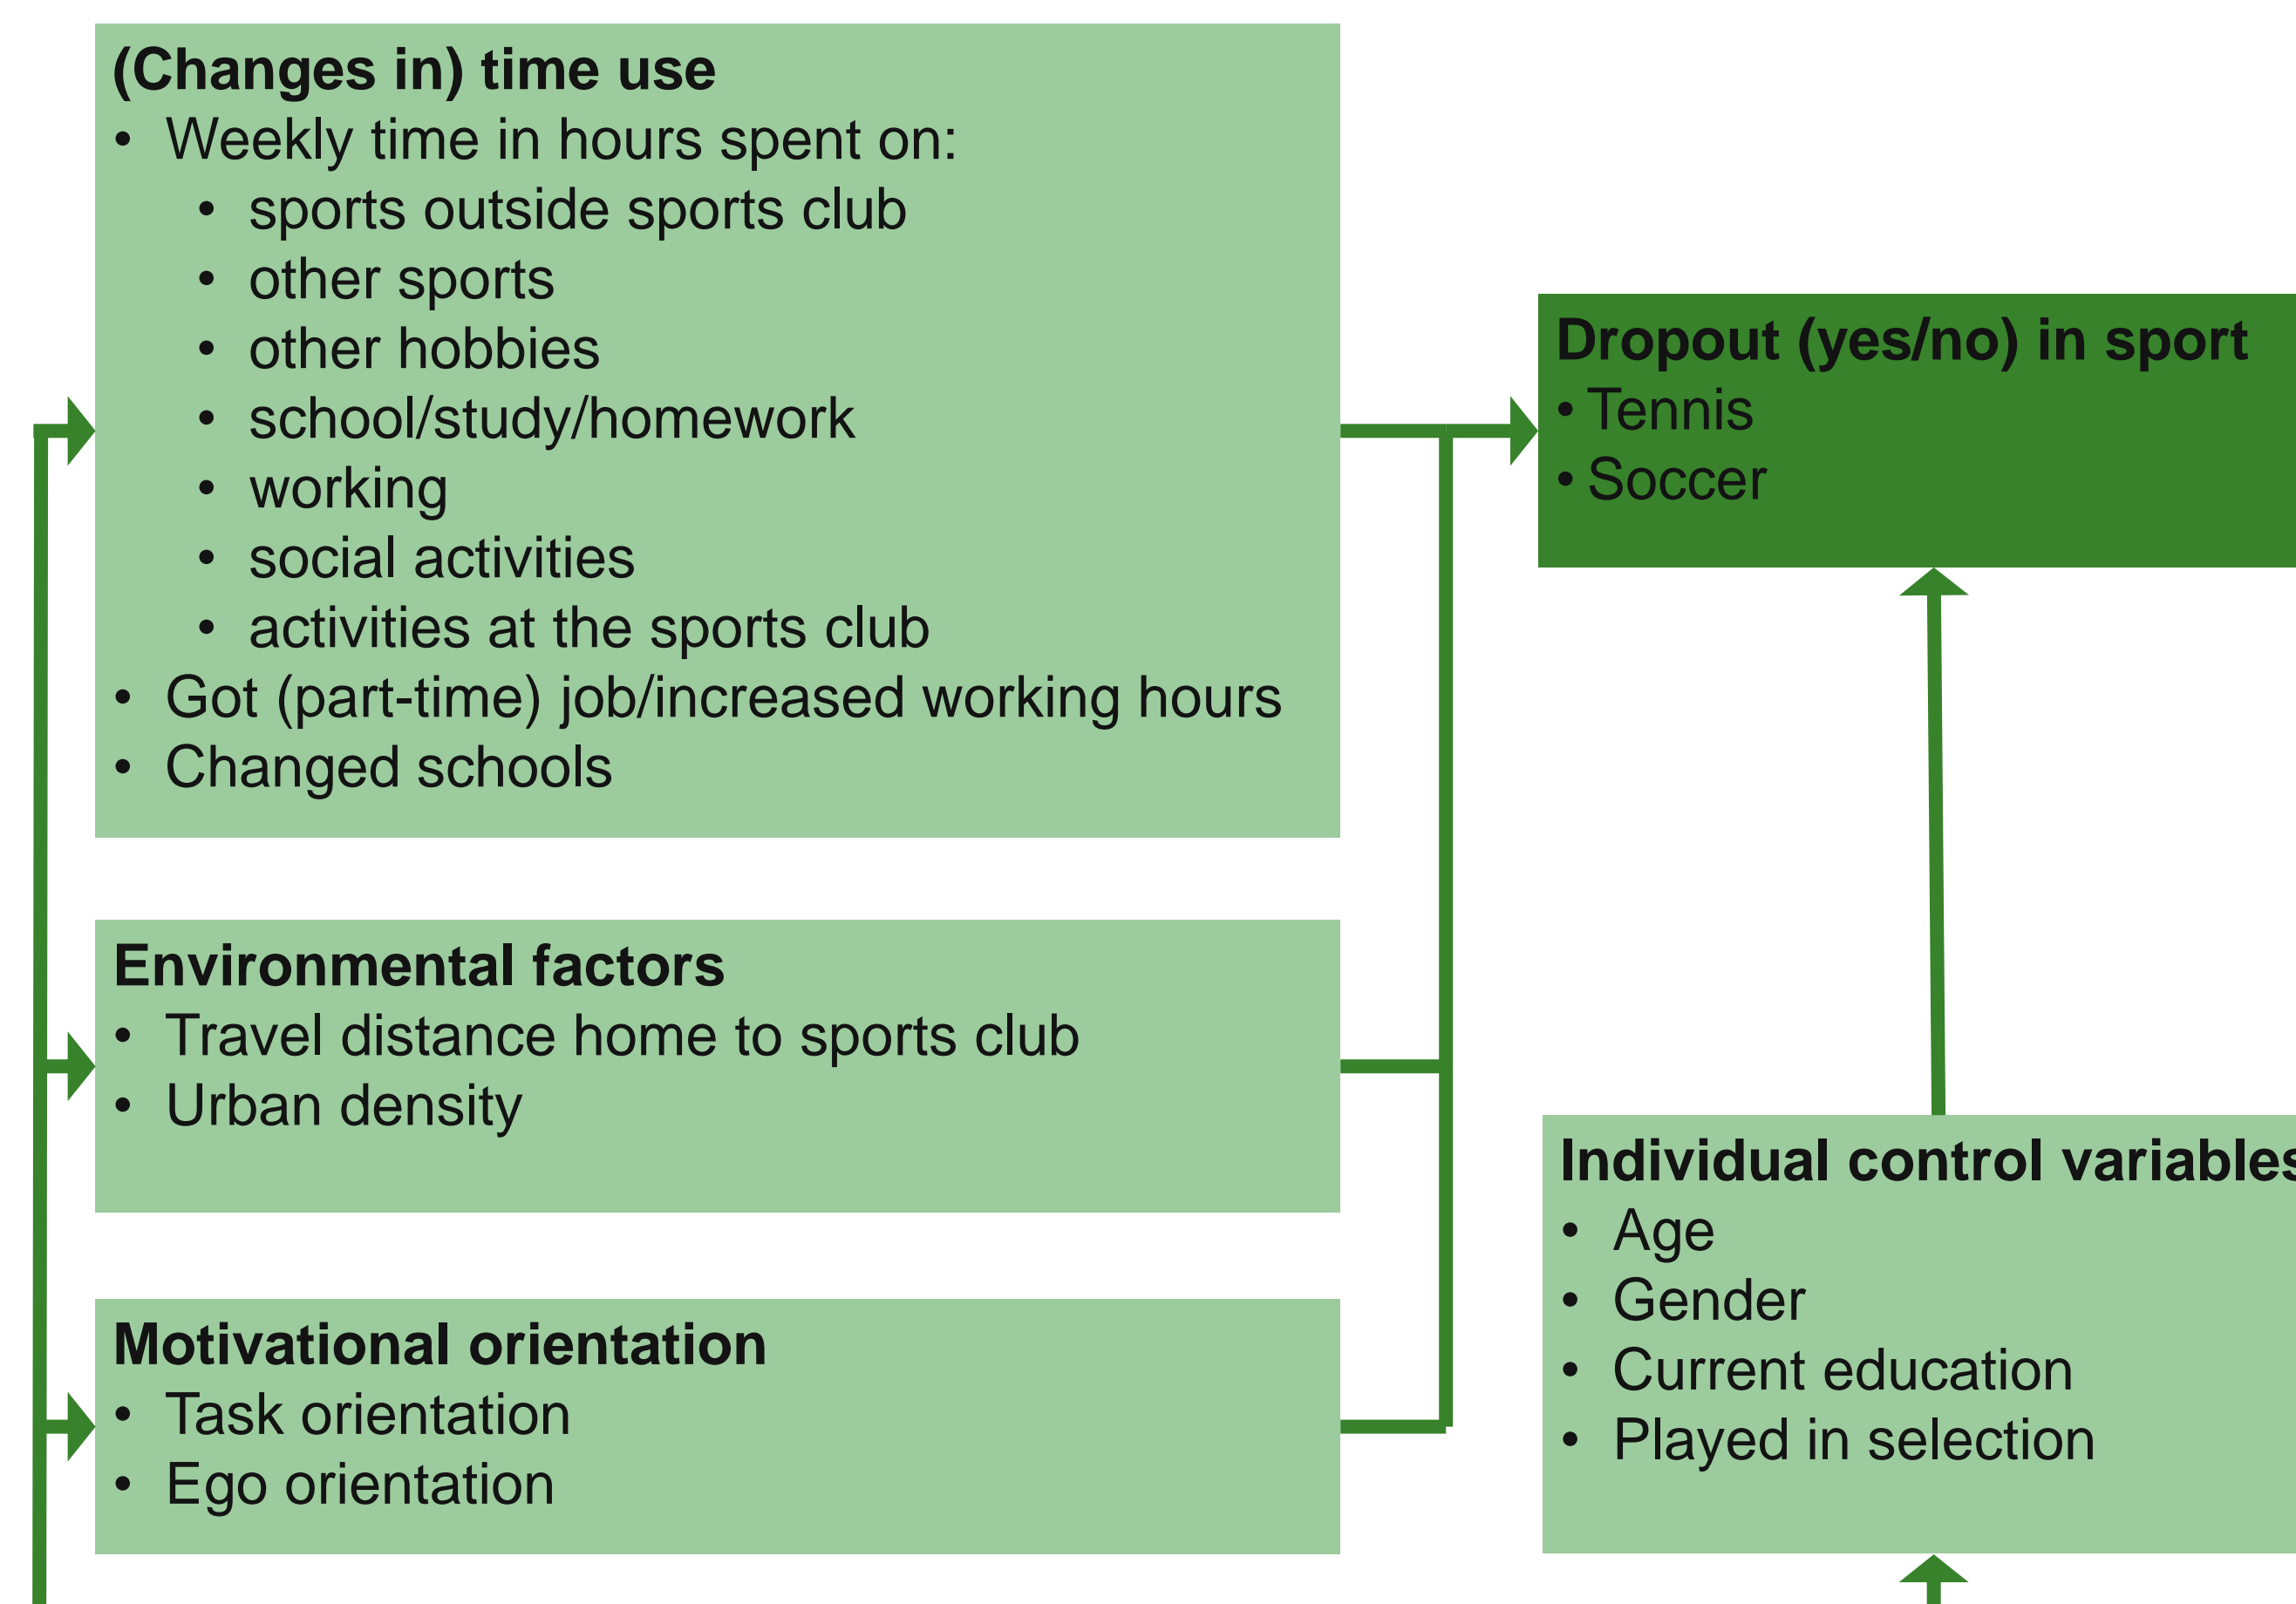 (Changes in) time use
• Weekly time in hours spent on:
• sports outside sports club
• other sports
• other hobbies
• school/study/homework
• working
• social activities
• activities at the sports club
• Got (part-time) job/increased working hours
• Changed schools
Environmental factors
• Travel distance home to sports club
• Urban density
Motivational orientation
• Task orientation
• Ego orientation
Dropout (yes/no) in sport
• Tennis
• Soccer
Individual control variables
• Age
• Gender
• Current education
• Played in selection